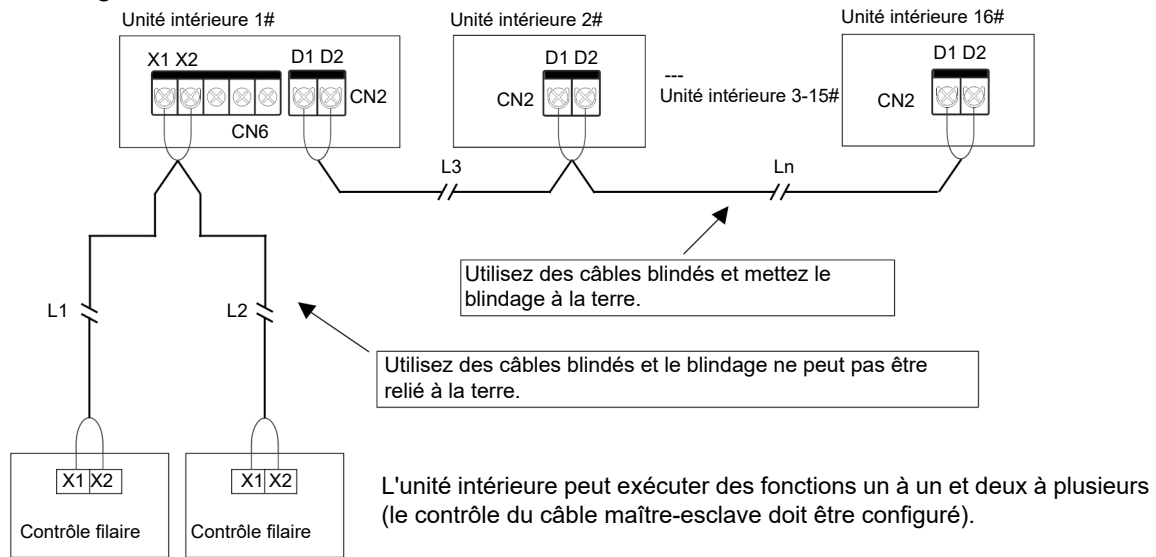 Unité intérieure 1#
Unité intérieure 2#
Unité intérieure 16#
X1 X2
D1 D2
CN2
CN6
D1 D2
CN2
---
Unité intérieure 3-15#
D1 D2
CN2
L3
Ln
Utilisez des câbles blindés et mettez le
blindage à la terre.
L1
L2
Utilisez des câbles blindés et le blindage ne peut pas être
relié à la terre.
X1 X2
Contrôle filaire
X1 X2
Contrôle filaire
L'unité intérieure peut exécuter des fonctions un à un et deux à plusieurs
(le contrôle du câble maître-esclave doit être configuré).